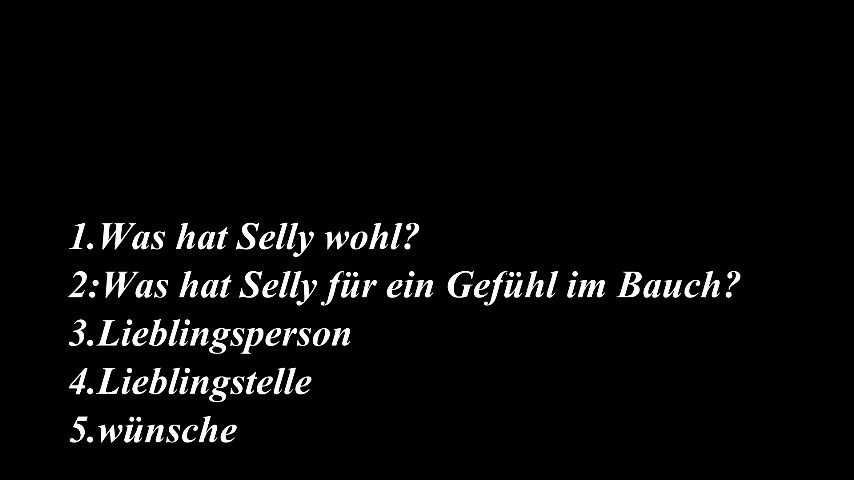 1.Was hat Selly wohl?
2:Was hat Selly für ein Gefühl im Bauch?
3.Lieblingsperson
4.Lieblingstelle
5.wünsche